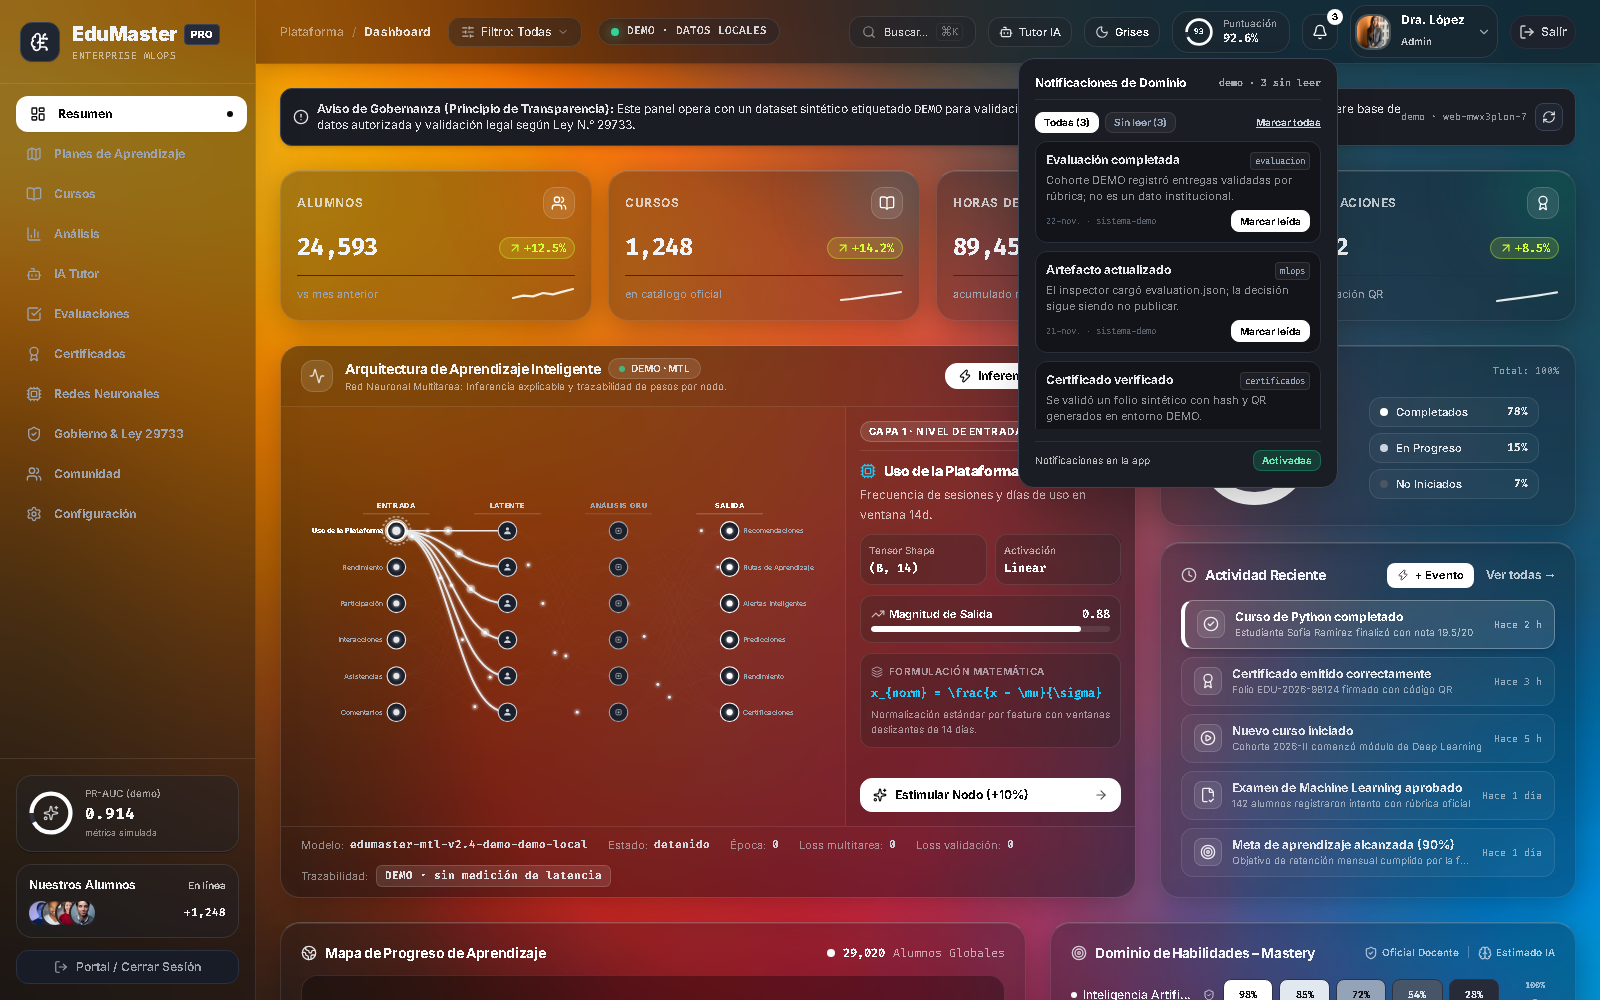 EduMaster PRO
ENTERPRISE MLOPS
Resumen
Planes de Aprendizaje
Cursos
Análisis
IA Tutor
Evaluaciones
Certificados
Redes Neuronales
Gobierno & Ley 29733
Comunidad
Configuración
PR-AUC (demo)
0.914
métrica simulada
Nuestros Alumnos
En línea
+1,248
Portal / Cerrar Sesión
Plataforma / Dashboard
Filtro: Todas
DEMO · DATOS LOCALES
Buscar... ⌘K
Tutor IA
Grises
93
Puntuación
92.6%
3
Dra. López
Admin
Salir
Aviso de Gobernanza (Principio de Transparencia): Este panel opera con un dataset sintético etiquetado DEMO para validaci
ere base de
datos autorizada y validación legal según Ley N.° 29733.
demo · web-mwx3plon-7
Notificaciones de Dominio
demo · 3 sin leer
Todas (3)
Sin leer (3)
Marcar todas
Evaluación completada
evaluacion
Cohorte DEMO registró entregas validadas por
rúbrica; no es un dato institucional.
22-nov. · sistema-demo
Marcar leída
Artefacto actualizado
mlops
El inspector cargó evaluation.json; la decisión
sigue siendo no publicar.
21-nov. · sistema-demo
Marcar leída
Certificado verificado
certificados
Se validó un folio sintético con hash y QR
generados en entorno DEMO.
Notificaciones en la app
Activadas
ALUMNOS
24,593
+12.5%
vs mes anterior
CURSOS
1,248
+14.2%
en catálogo oficial
HORAS DE
89,45
acumulado
ACIONES
2
+8.5%
ación QR
Arquitectura de Aprendizaje Inteligente
DEMO · MTL
Red Neuronal Multitarea: Inferencia explicable y trazabilidad de pesos por nodo.
Inferen
ENTRADA
LATENTE
ANÁLISIS GRU
SALIDA
Uso de la Plataforma
Recomendaciones
Rendimiento
Rutas de Aprendizaje
Participación
Alertas Inteligentes
Interacciones
Predicciones
Asistencias
Rendimiento
Comentarios
Certificaciones
CAPA 1 · NIVEL DE ENTRADA
Uso de la Plataforma
Frecuencia de sesiones y días de uso en
ventana 14d.
Tensor Shape
(B, 14)
Activación
Linear
Magnitud de Salida
0.88
FORMULACIÓN MATEMÁTICA
x_{norm} = \frac{x - \mu}{\sigma}
Normalización estándar por feature con ventanas
deslizantes de 14 días.
Estimular Nodo (+10%)
Modelo: edumaster-mtl-v2.4-demo-demo-local
Estado: detenido
Época: 0
Loss multitarea: 0
Loss validación: 0
Trazabilidad: DEMO · sin medición de latencia
Total: 100%
Completados 78%
En Progreso 15%
No Iniciados 7%
Actividad Reciente
+ Evento
Ver todas →
Curso de Python completado
Estudiante Sofía Ramírez finalizó con nota 19.5/20
Hace 2 h
Certificado emitido correctamente
Folio EDU-2026-98124 firmado con código QR
Hace 3 h
Nuevo curso iniciado
Cohorte 2026-II comenzó módulo de Deep Learning
Hace 5 h
Examen de Machine Learning aprobado
142 alumnos registraron intento con rúbrica oficial
Hace 1 día
Meta de aprendizaje alcanzada (90%)
Objetivo de retención mensual cumplido por la f...
Hace 1 día
Mapa de Progreso de Aprendizaje
29,020 Alumnos Globales
Dominio de Habilidades – Mastery
Oficial Docente
Estimado IA
Inteligencia Artifi...
98%
85%
72%
54%
28%
100%